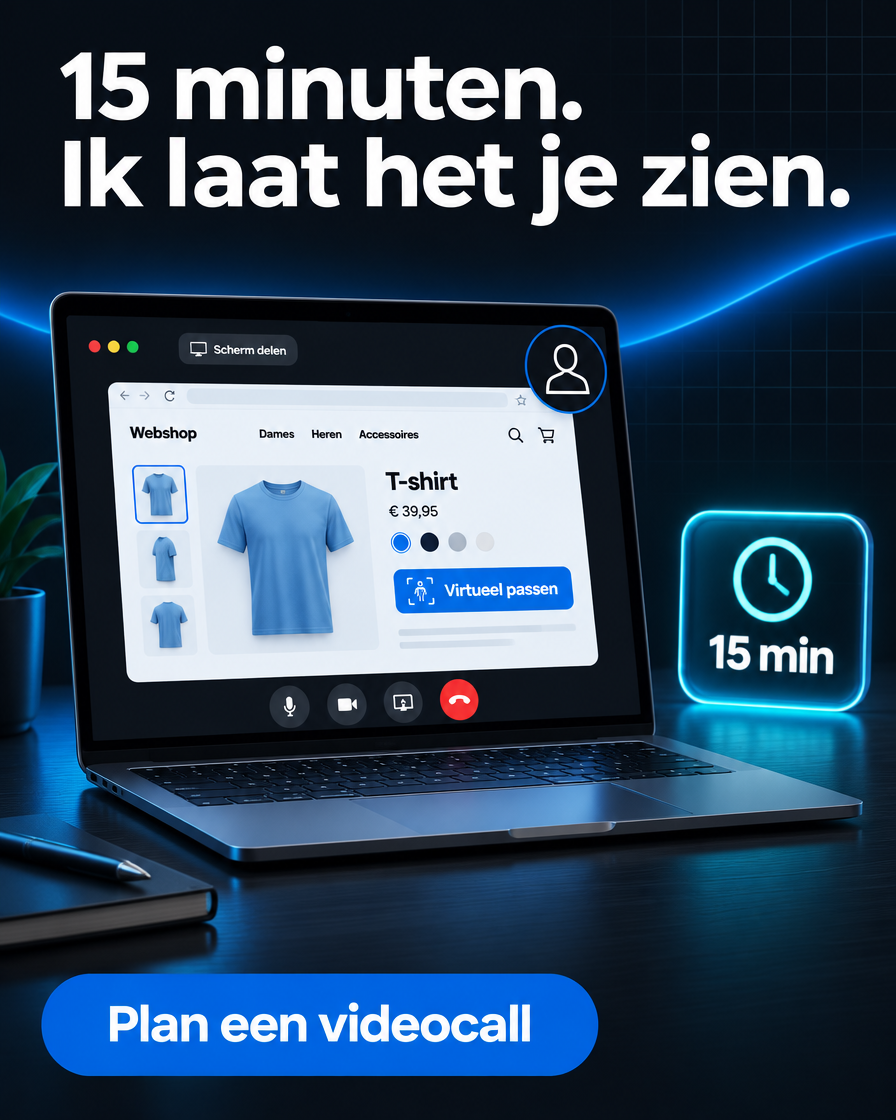 15 minuten.
Ik laat het je zien.
Scherm delen
Webshop
Dames Heren Accessoires
T-shirt
€ 39,95
Virtueel passen
15 min
Plan een videocall